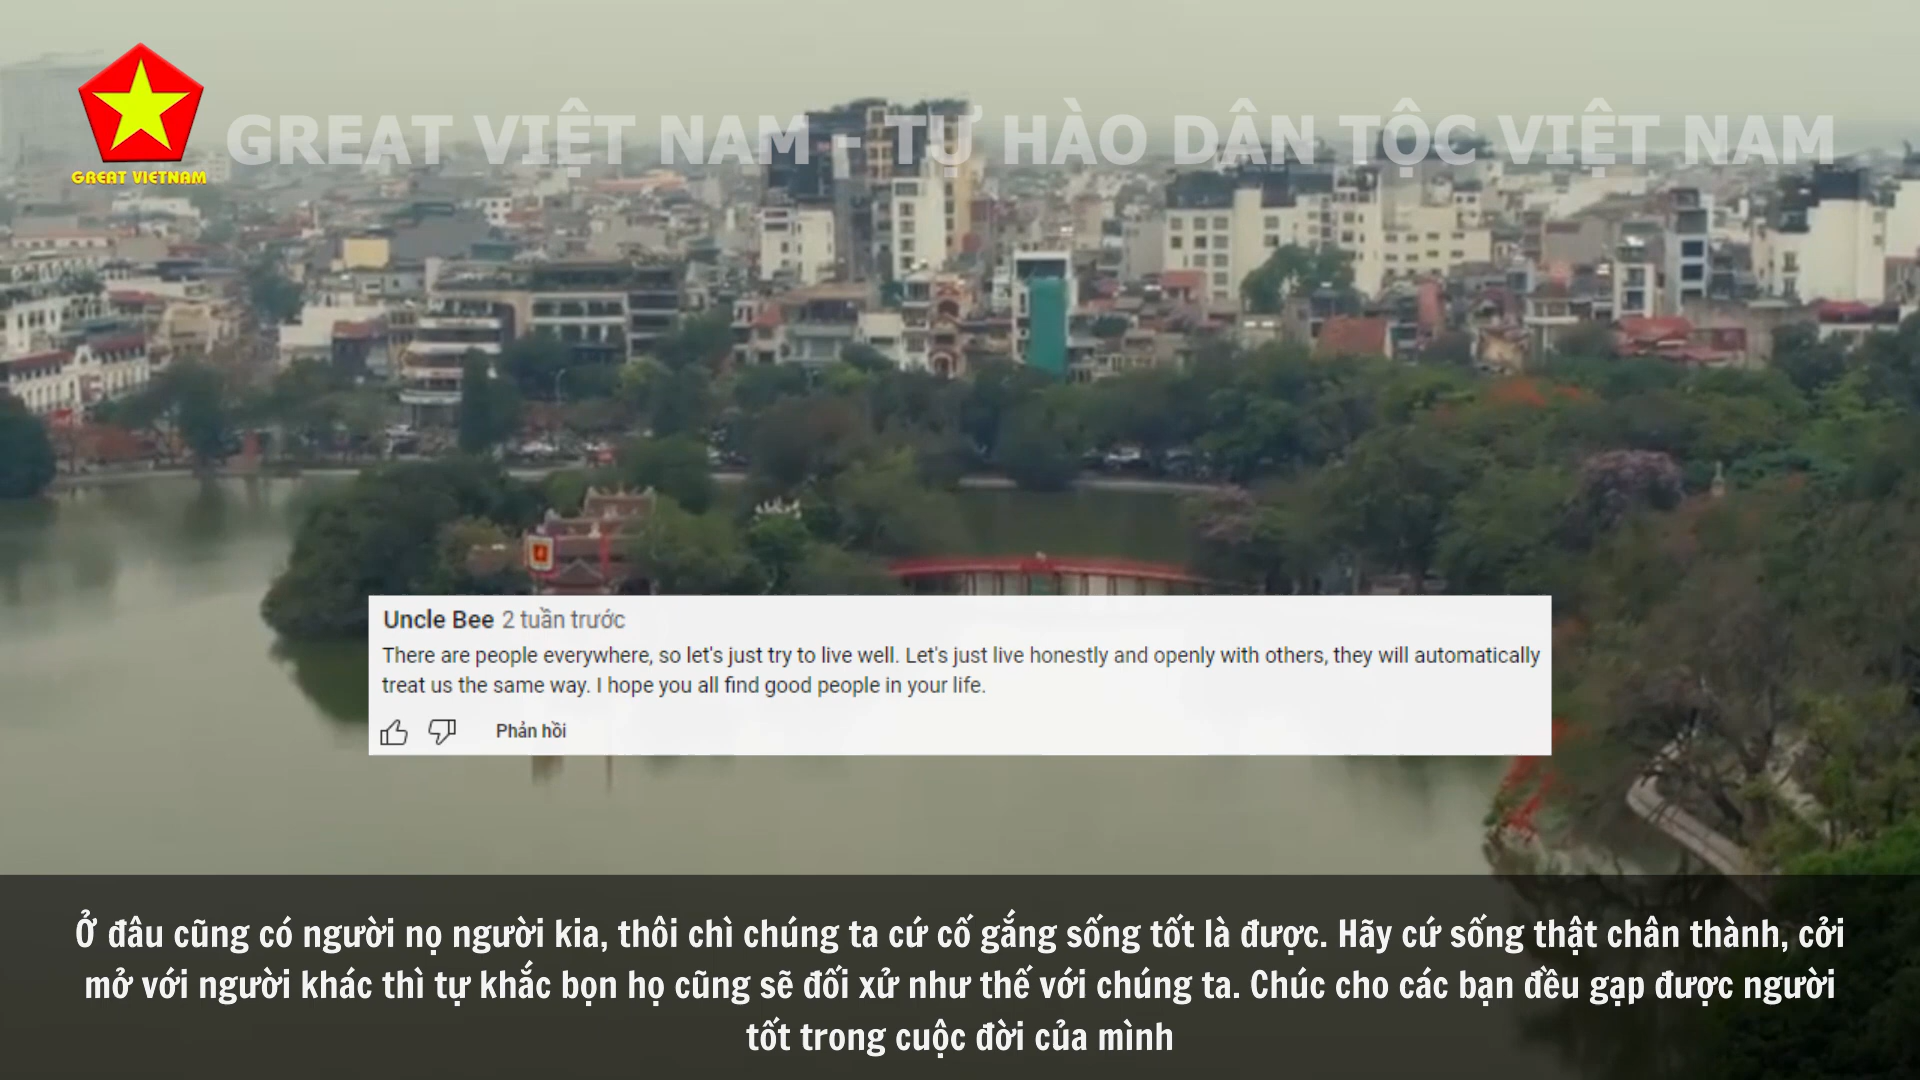 GREAT VIỆT NAM - TỰ HÀO DÂN TỘC VIỆT NAM
GREAT VIETNAM
Uncle Bee 2 tuần trước
There are people everywhere, so let's just try to live well. Let's just live honestly and openly with others, they will automatically
treat us the same way. I hope you all find good people in your life.
Phản hồi
Ở đâu cũng có người nọ người kia, thôi chì chúng ta cứ cố gắng sống tốt là được. Hãy cứ sống thật chân thành, cởi
mở với người khác thì tự khắc bọn họ cũng sẽ đối xử như thế với chúng ta. Chúc cho các bạn đều gạp được người
tốt trong cuộc đời của mình